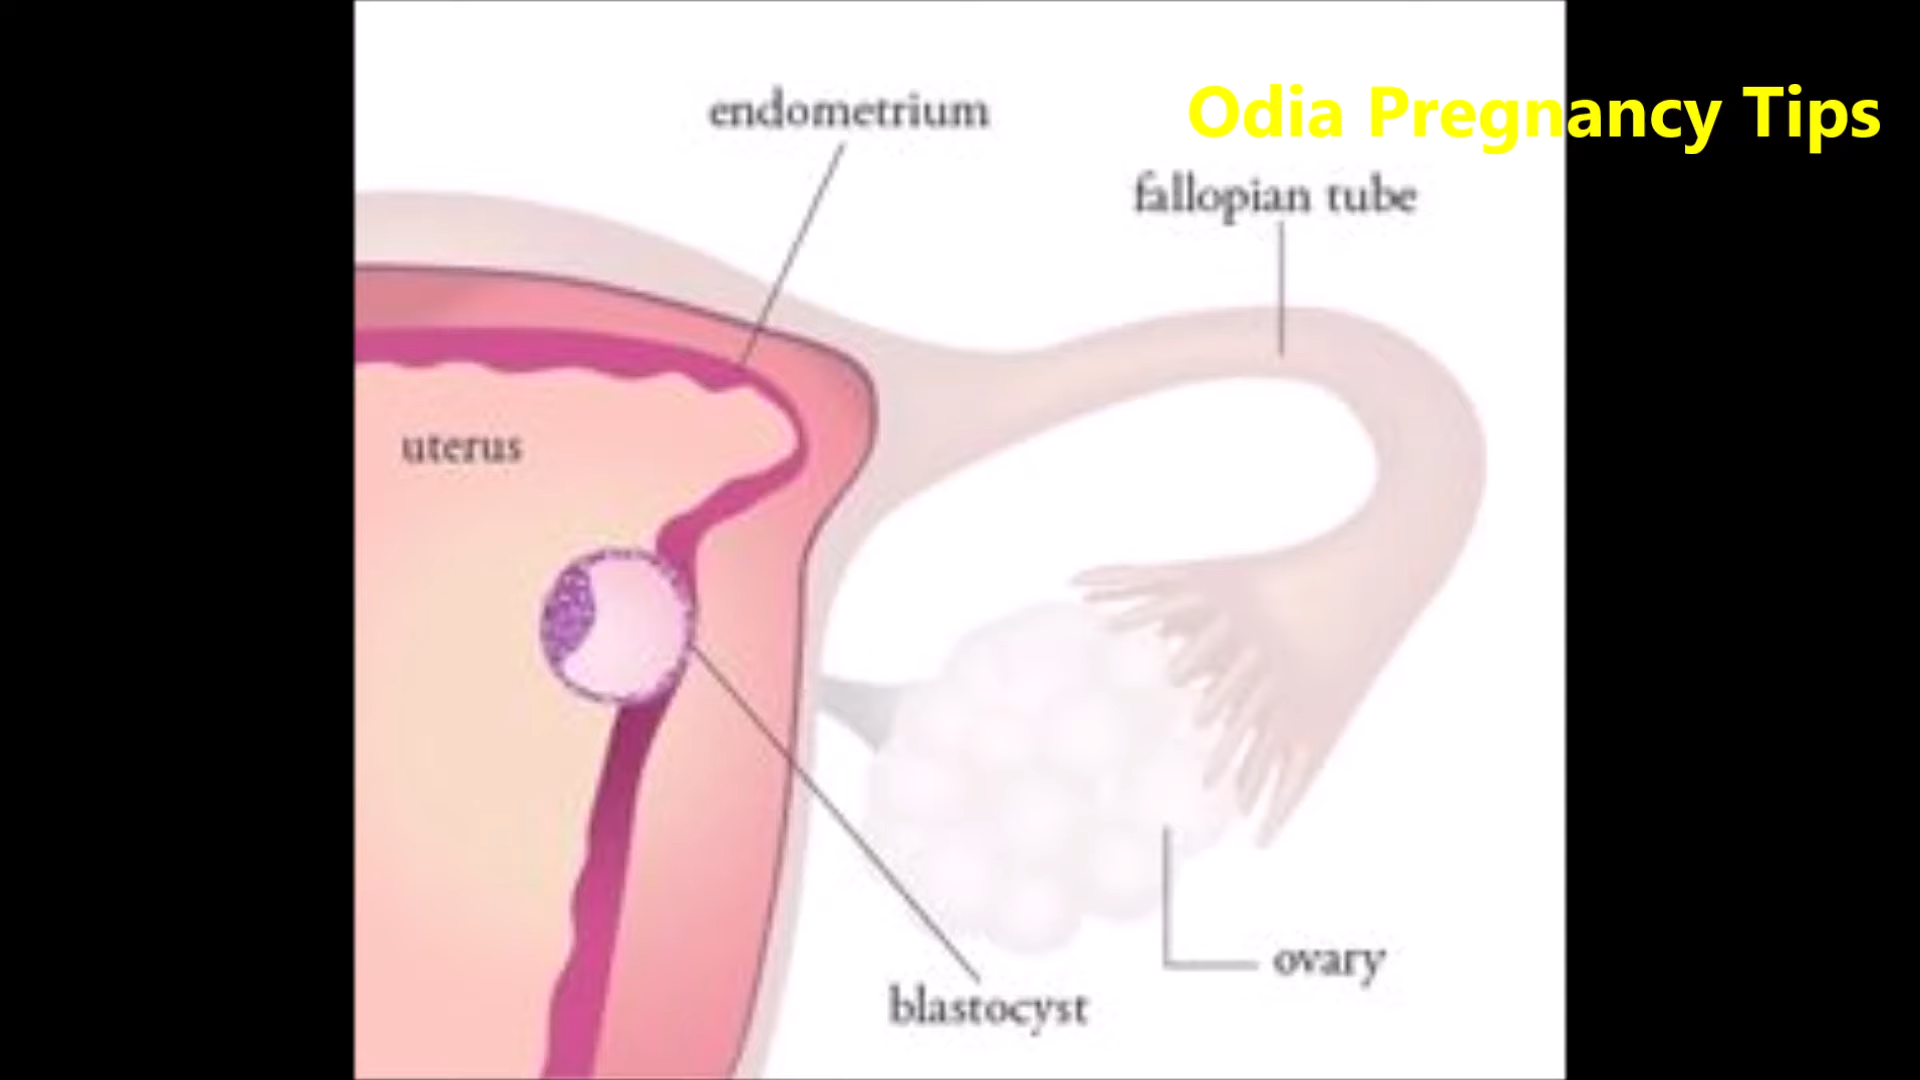 endometrium
Odia Pregnancy Tips
fallopian tube
uterus
ovary
blastocyst